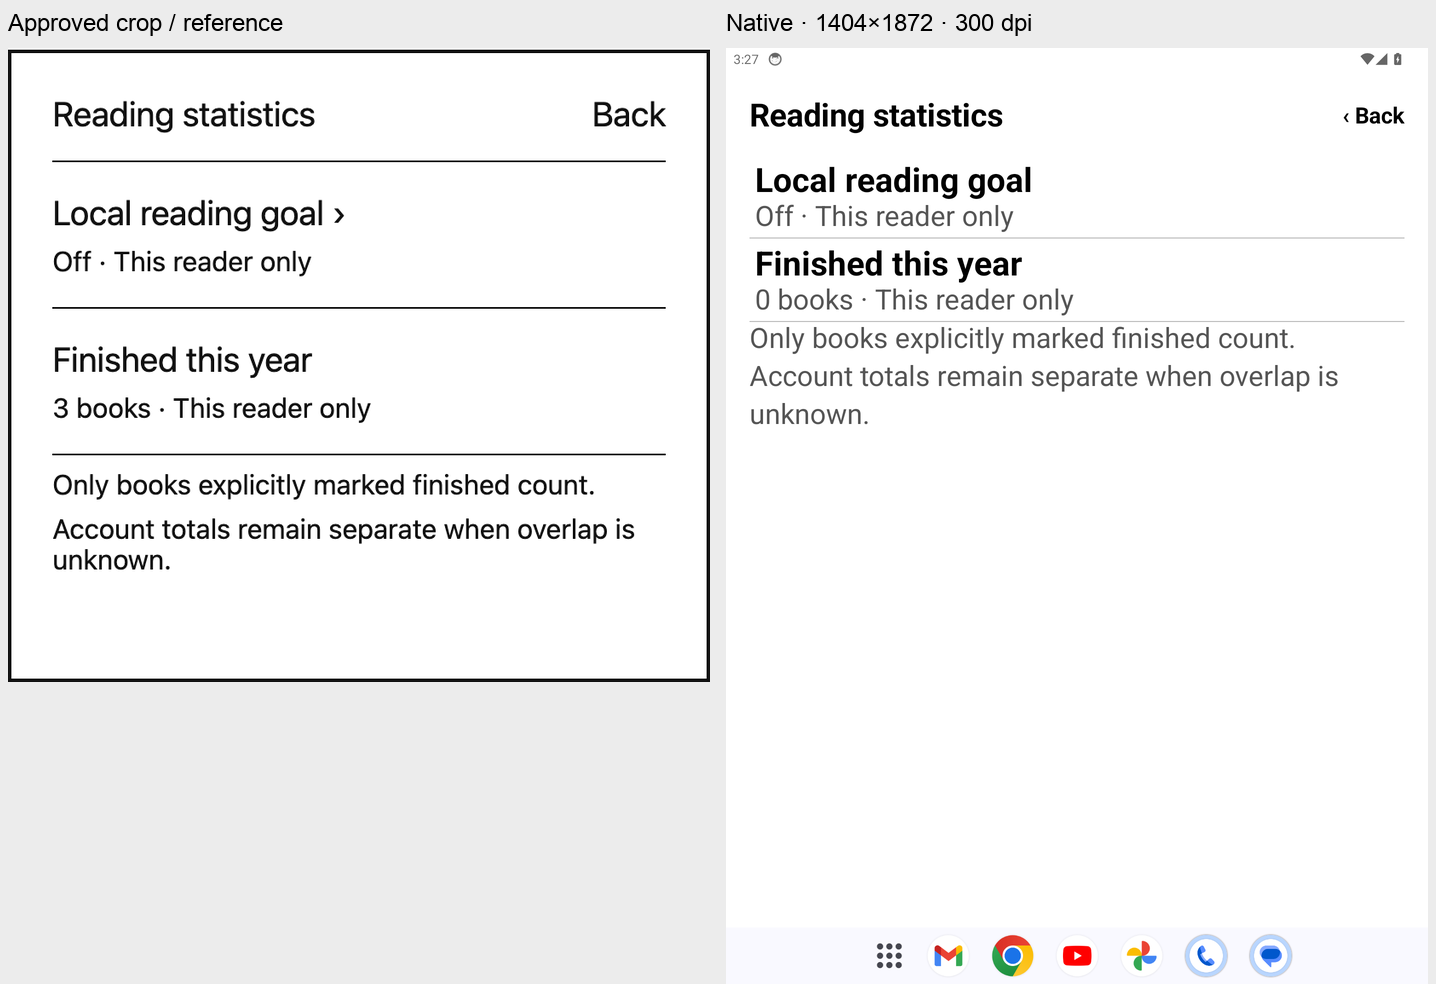 Approved crop / reference
Reading statistics
Back
Local reading goal ›
Off · This reader only
Finished this year
3 books · This reader only
Only books explicitly marked finished count.
Account totals remain separate when overlap is
unknown.
Native · 1404×1872 · 300 dpi
3:27
Reading statistics
‹ Back
Local reading goal
Off · This reader only
Finished this year
0 books · This reader only
Only books explicitly marked finished count.
Account totals remain separate when overlap is
unknown.